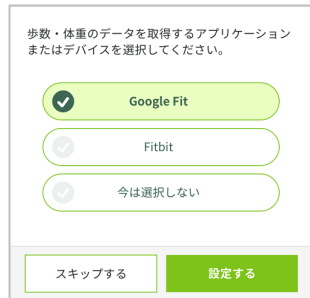 歩数・体重のデータを取得するアプリケーション
またはデバイスを選択してください。
Google Fit
Fitbit
今は選択しない
スキップする
設定する